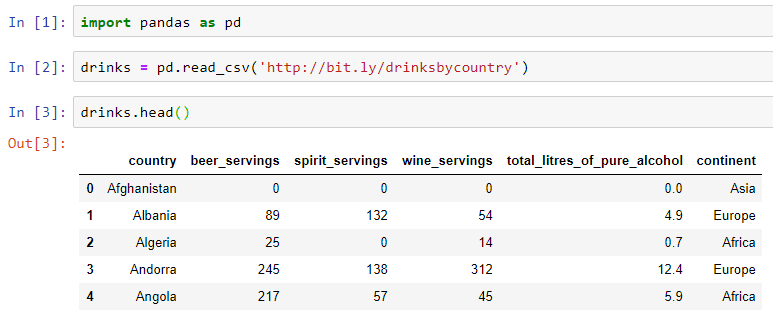 In [1]: import pandas as pd
In [2]: drinks = pd.read_csv('http://bit.ly/drinksbycountry')
In [3]: drinks.head()
Out[3]:
country beer_servings spirit_servings wine_servings total_litres_of_pure_alcohol continent
0 Afghanistan 0 0 0 0.0 Asia
1 Albania 89 132 54 4.9 Europe
2 Algeria 25 0 14 0.7 Africa
3 Andorra 245 138 312 12.4 Europe
4 Angola 217 57 45 5.9 Africa